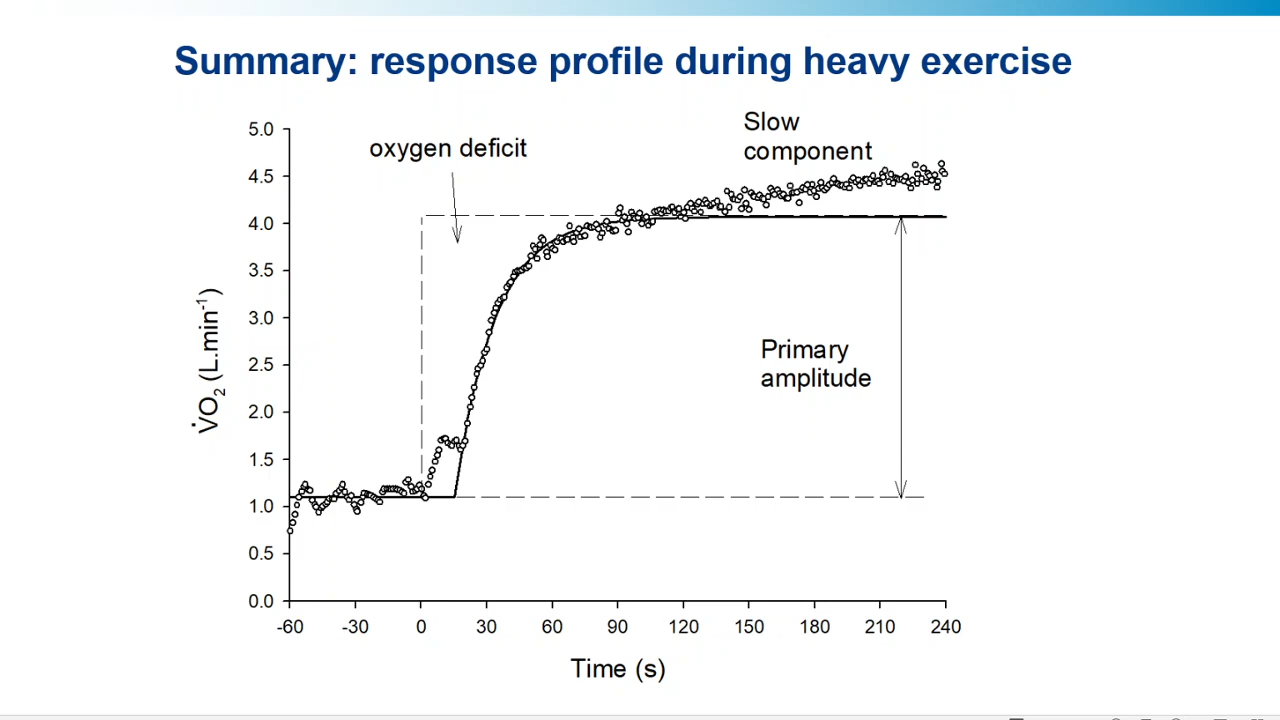 Summary: response profile during heavy exercise
oxygen deficit
Slow
component
Primary
amplitude
V̇O₂ (L.min⁻¹)
5.0
4.5
4.0
3.5
3.0
2.5
2.0
1.5
1.0
0.5
0.0
-60 -30 0 30 60 90 120 150 180 210 240
Time (s)